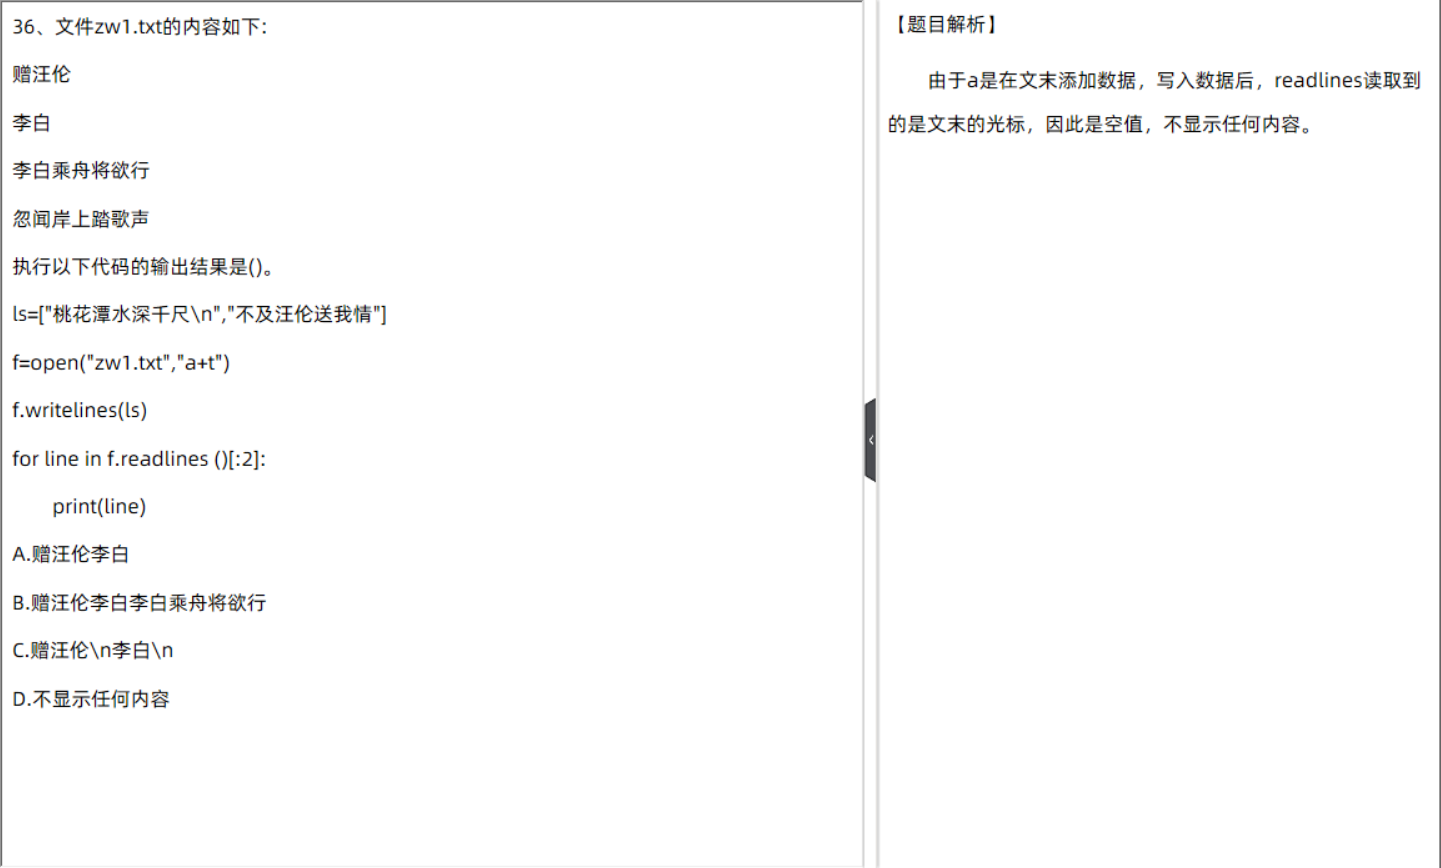 36、文件zw1.txt的内容如下：
赠汪伦
李白
李白乘舟将欲行
忽闻岸上踏歌声
执行以下代码的输出结果是()。
ls=["桃花潭水深千尺\n","不及汪伦送我情"]
f=open("zw1.txt","a+t")
f.writelines(ls)
for line in f.readlines ()[:2]:
print(line)
A.赠汪伦李白
B.赠汪伦李白李白乘舟将欲行
C.赠汪伦\n李白\n
D.不显示任何内容
【题目解析】
由于a是在文末添加数据，写入数据后，readlines读取到
的是文末的光标，因此是空值，不显示任何内容。